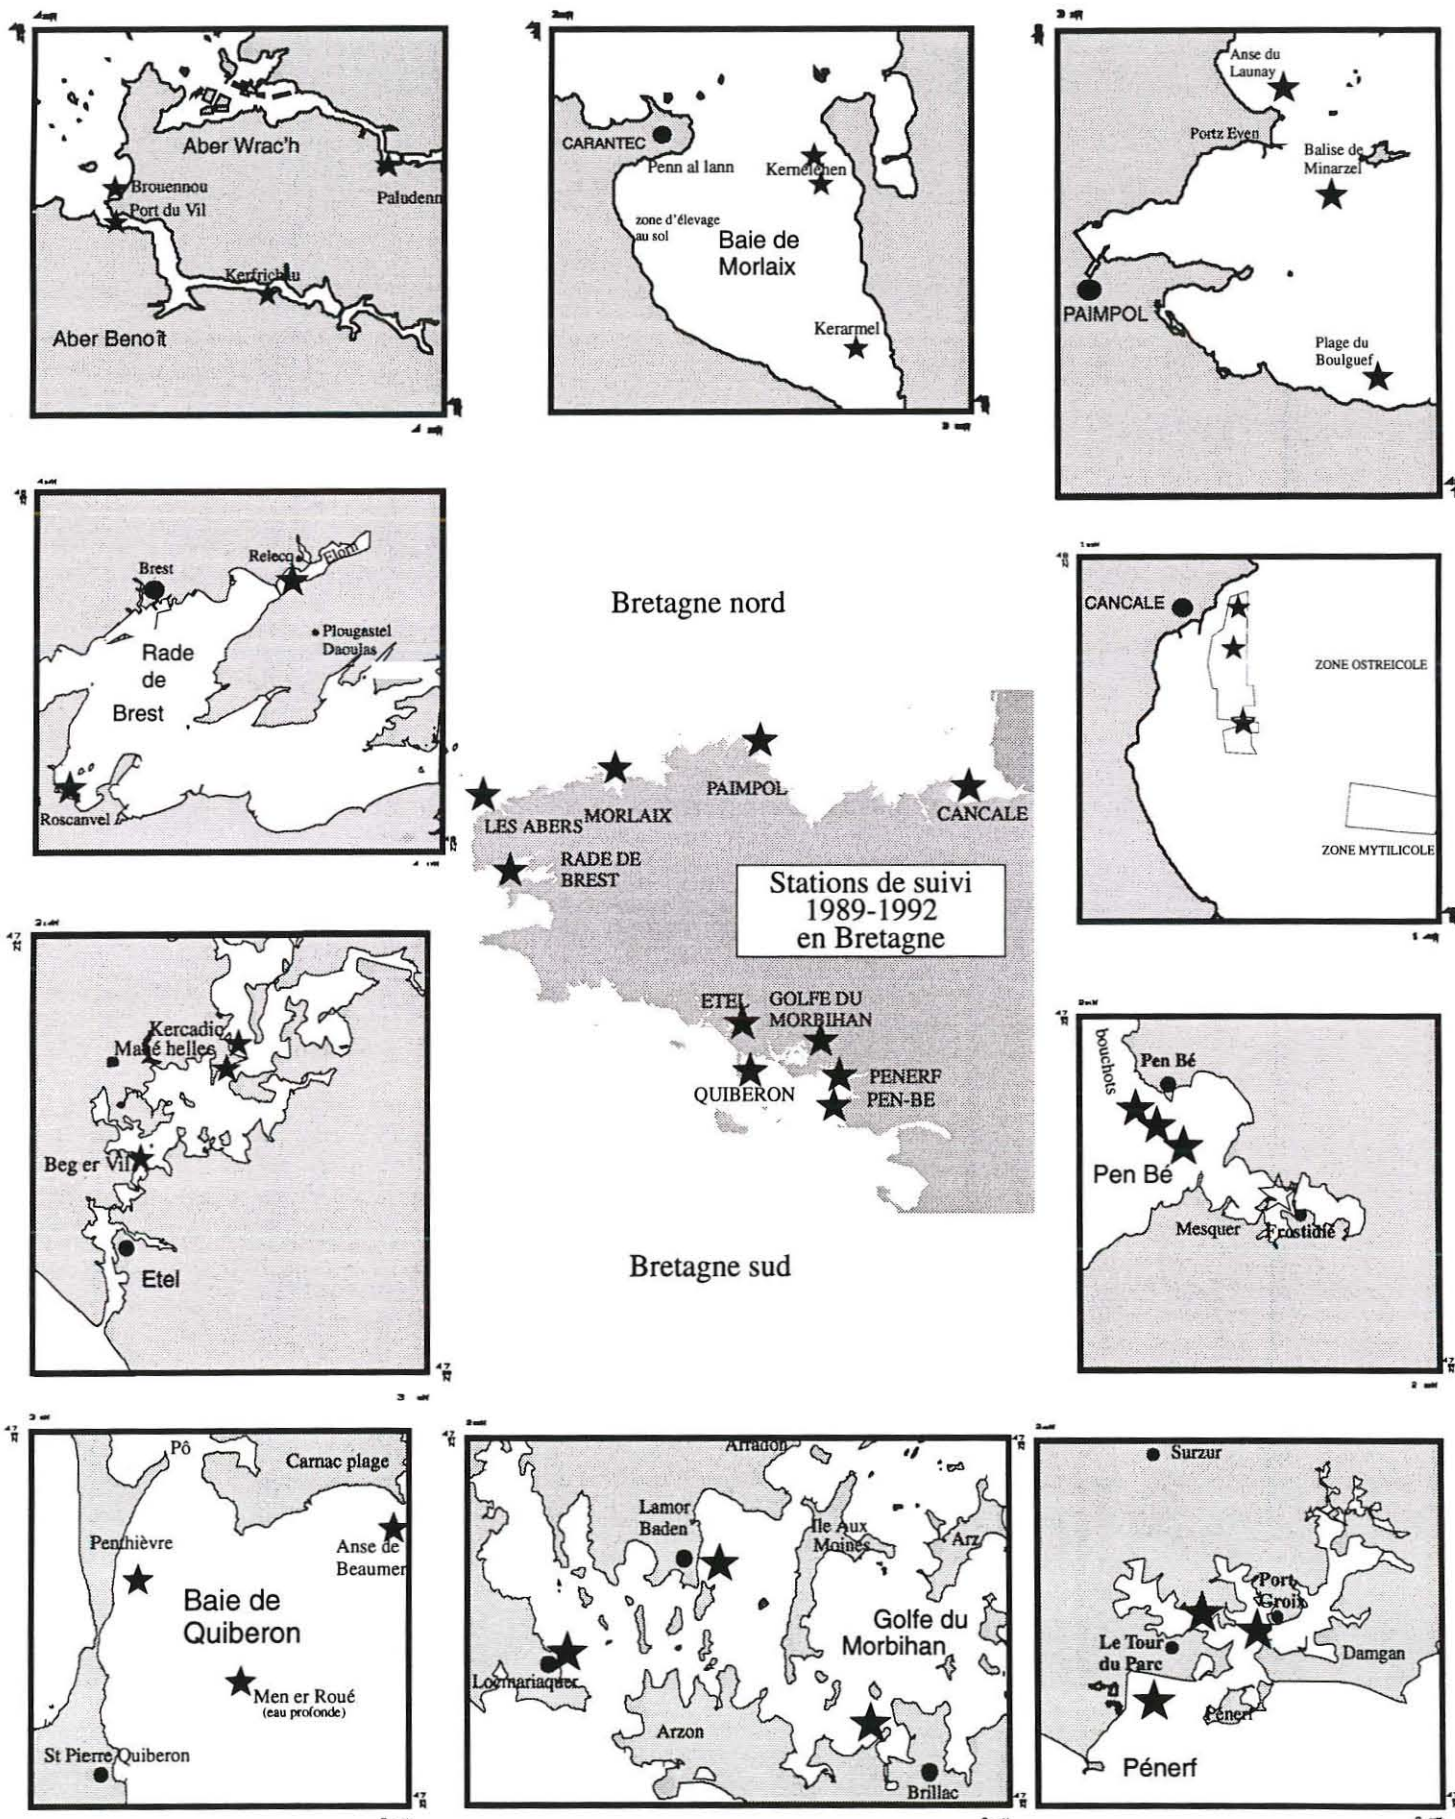 Aber Wrac'h
Brouennou
Port du Vil
Paludenn
Aber Benoît
CARANTEC
Penn al lann
Kernelehen
zone d'élevage
au sol
Baie de
Morlaix
Kerarmel
Anse du
Launay
Portz Even
Balise de
Minarzel
PAIMPOL
Plage du
Boulguef
Brest
Relecq
Elorn
Plougastel
Daoulas
Rade
de
Brest
Roscanvel
Bretagne nord
CANCALE
ZONE OSTREICOLE
ZONE MYTILICOLE
PAIMPOL
MORLAIX
LES ABERS
CANCALE
RADE DE
BREST
Stations de suivi
1989-1992
en Bretagne
ETEL
GOLFE DU
MORBIHAN
QUIBERON
PENERF
PEN-BE
Bretagne sud
Kercadio
Mané hellec
Beg er Vil
Etel
bouchots
Pen Bé
Pen Bé
Mesquer
Frostidié
Pô
Carnac plage
Penthièvre
Anse de
Beaumer
Baie de
Quiberon
Men er Roué
(eau profonde)
St Pierre Quiberon
Arradon
Lamor
Baden
Ile Aux
Moines
Arz
Golfe du
Morbihan
Locmariaquer
Arzon
Brillac
Surzur
Port
Groix
Le Tour
du Parc
Damgan
Pénerf
Pénerf